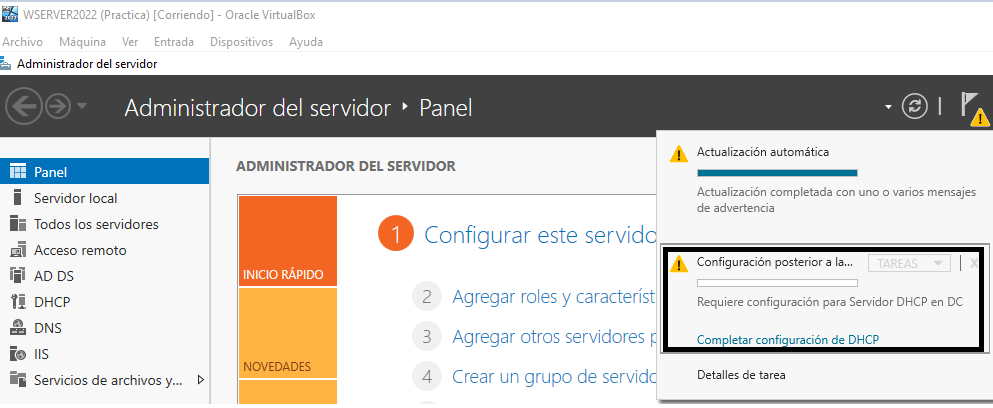 WSERVER2022 (Practica) [Corriendo] - Oracle VirtualBox
Archivo Máquina Ver Entrada Dispositivos Ayuda
Administrador del servidor
Administrador del servidor ‣ Panel
Panel
Servidor local
Todos los servidores
Acceso remoto
AD DS
DHCP
DNS
IIS
Servicios de archivos y...
ADMINISTRADOR DEL SERVIDOR
INICIO RÁPIDO
NOVEDADES
1 Configurar este servido
2 Agregar roles y característ
3 Agregar otros servidores p
4 Crear un grupo de servido
Actualización automática
Actualización completada con uno o varios mensajes
de advertencia
Configuración posterior a la...
TAREAS
X
Requiere configuración para Servidor DHCP en DC
Completar configuración de DHCP
Detalles de tarea